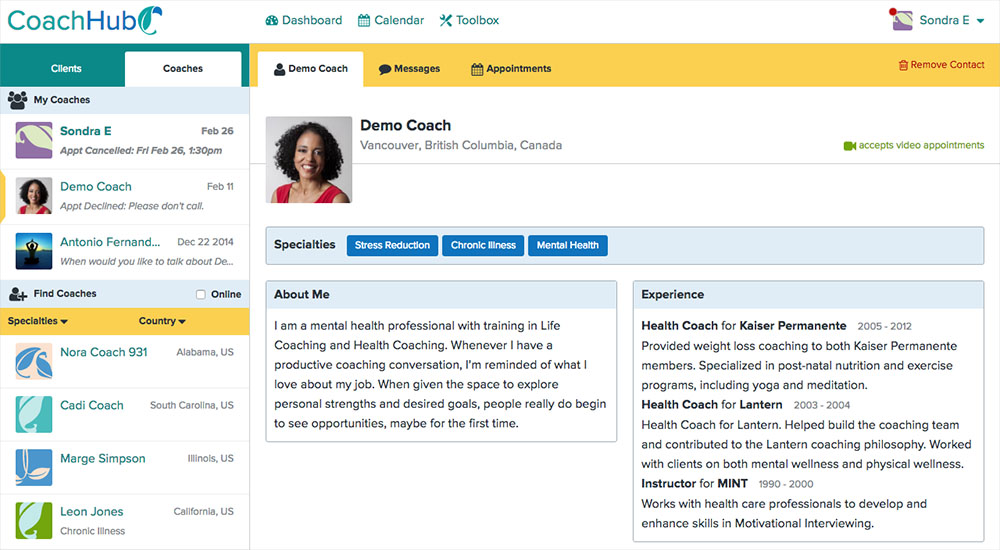 CoachHub
Dashboard Calendar Toolbox
Sondra E
Clients Coaches
Demo Coach Messages Appointments
Remove Contact
My Coaches
Sondra E Feb 26
Appt Cancelled: Fri Feb 26, 1:30pm
Demo Coach Feb 11
Appt Declined: Please don't call.
Antonio Fernand... Dec 22 2014
When would you like to talk about De...
Find Coaches Online
Specialties Country
Nora Coach 931 Alabama, US
Cadi Coach South Carolina, US
Marge Simpson Illinois, US
Leon Jones California, US
Chronic Illness
Demo Coach
Vancouver, British Columbia, Canada
accepts video appointments
Specialties Stress Reduction Chronic Illness Mental Health
About Me
I am a mental health professional with training in Life
Coaching and Health Coaching. Whenever I have a
productive coaching conversation, I'm reminded of what I
love about my job. When given the space to explore
personal strengths and desired goals, people really do begin
to see opportunities, maybe for the first time.
Experience
Health Coach for Kaiser Permanente 2005 - 2012
Provided weight loss coaching to both Kaiser Permanente
members. Specialized in post-natal nutrition and exercise
programs, including yoga and meditation.
Health Coach for Lantern 2003 - 2004
Health Coach for Lantern. Helped build the coaching team
and contributed to the Lantern coaching philosophy. Worked
with clients on both mental wellness and physical wellness.
Instructor for MINT 1990 - 2000
Works with health care professionals to develop and
enhance skills in Motivational Interviewing.